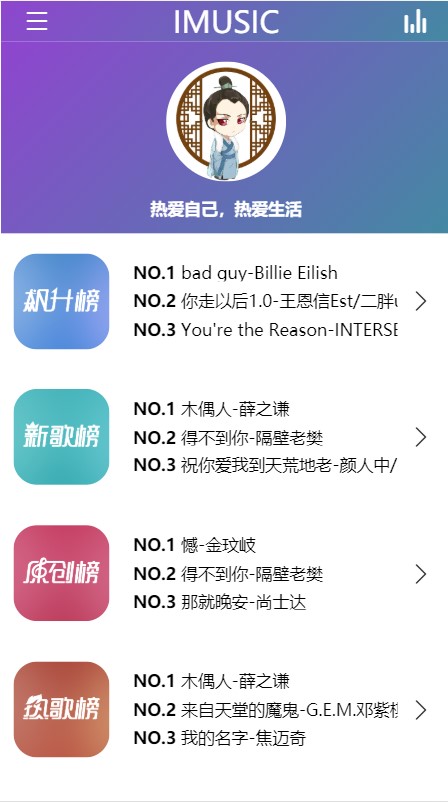 IMUSIC
热爱自己，热爱生活
飙升榜
NO.1 bad guy-Billie Eilish
NO.2 你走以后1.0-王恩信Est/二胖u
NO.3 You're the Reason-INTERSE
新歌榜
NO.1 木偶人-薛之谦
NO.2 得不到你-隔壁老樊
NO.3 祝你爱我到天荒地老-颜人中/
原创榜
NO.1 憾-金玟岐
NO.2 得不到你-隔壁老樊
NO.3 那就晚安-尚士达
热歌榜
NO.1 木偶人-薛之谦
NO.2 来自天堂的魔鬼-G.E.M.邓紫棋
NO.3 我的名字-焦迈奇